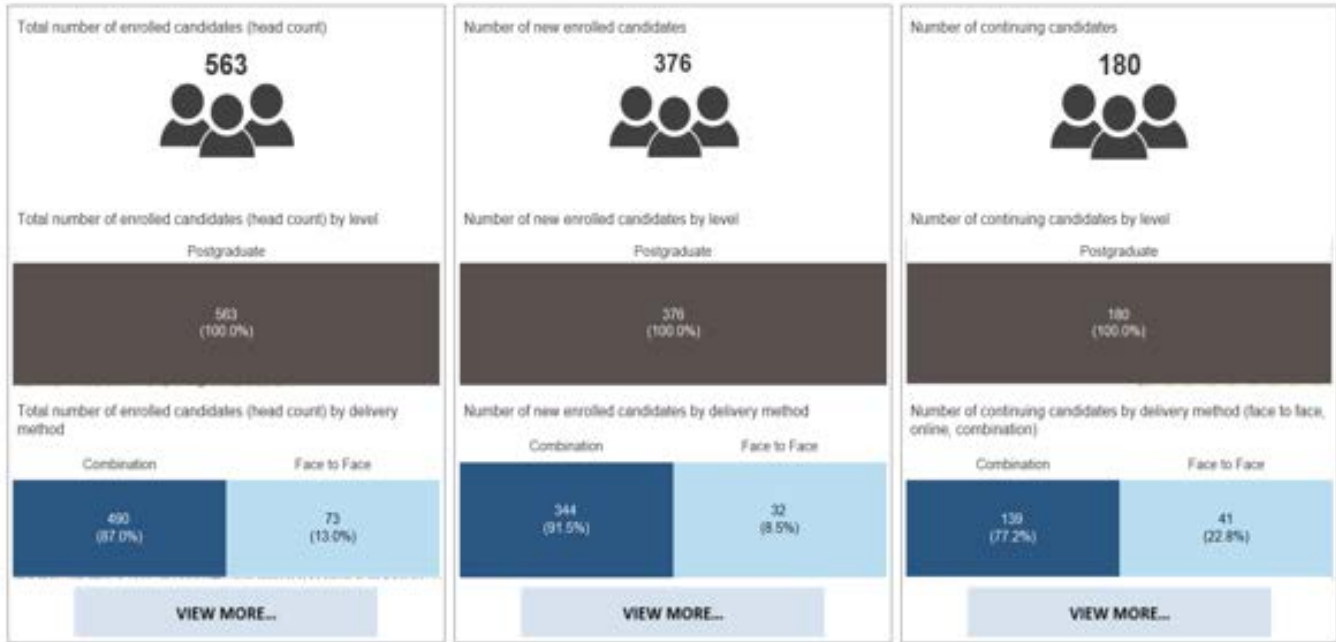 Total number of enrolled candidates (head count)
563
Total number of enrolled candidates (head count) by level
Postgraduate
563
(100.0%)
Total number of enrolled candidates (head count) by delivery
method
Combination
Face to Face
490
(87.0%)
73
(13.0%)
VIEW MORE...
Number of new enrolled candidates
376
Number of new enrolled candidates by level
Postgraduate
376
(100.0%)
Number of new enrolled candidates by delivery method
Combination
Face to Face
344
(91.5%)
32
(8.5%)
VIEW MORE...
Number of continuing candidates
180
Number of continuing candidates by level
Postgraduate
180
(100.0%)
Number of continuing candidates by delivery method (face to face,
online, combination)
Combination
Face to Face
139
(77.2%)
41
(22.8%)
VIEW MORE...